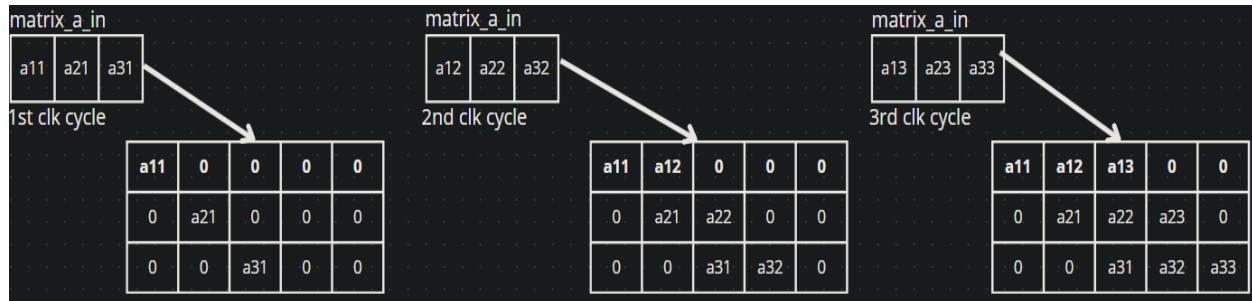 matrix_a_in
a11 a21 a31
1st clk cycle
a11 0 0 0 0
0 a21 0 0 0
0 0 a31 0 0
matrix_a_in
a12 a22 a32
2nd clk cycle
a11 a12 0 0 0
0 a21 a22 0 0
0 0 a31 a32 0
matrix_a_in
a13 a23 a33
3rd clk cycle
a11 a12 a13 0 0
0 a21 a22 a23 0
0 0 a31 a32 a33